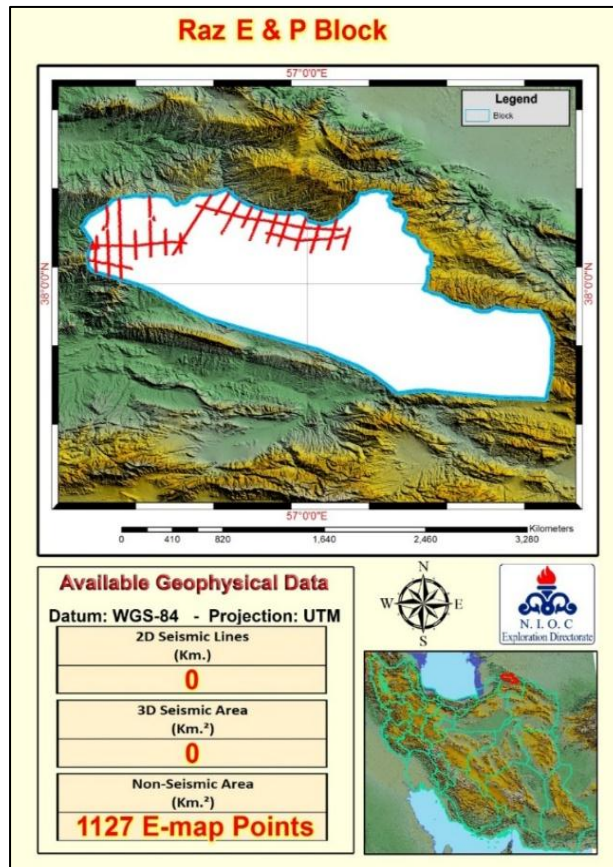 Raz E & P Block
57°0'0"E
Legend
Block
38°0'0"N
38°0'0"N
57°0'0"E
Kilometers
0 410 820 1,640 2,460 3,280
Available Geophysical Data
Datum: WGS-84 - Projection: UTM
2D Seismic Lines
(Km.)
0
3D Seismic Area
(Km.²)
0
Non-Seismic Area
(Km.²)
1127 E-map Points
N
W E
S
N.I.O.C
Exploration Directorate